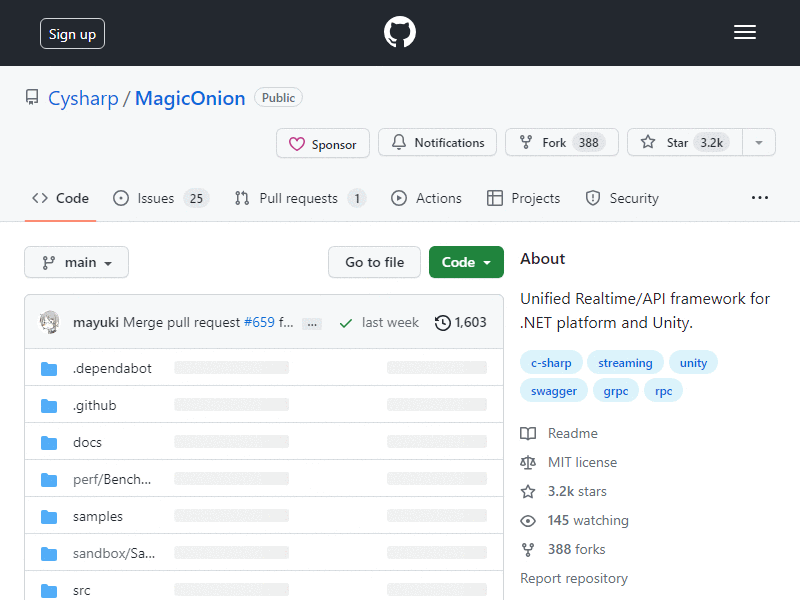 Sign up
Cysharp / MagicOnion Public
Sponsor Notifications Fork 388 Star 3.2k
Code Issues 25 Pull requests 1 Actions Projects Security
main Go to file Code
mayuki Merge pull request #659 f... ... last week 1,603
.dependabot
.github
docs
perf/Bench...
samples
sandbox/Sa...
src
About
Unified Realtime/API framework for
.NET platform and Unity.
c-sharp streaming unity
swagger grpc rpc
Readme
MIT license
3.2k stars
145 watching
388 forks
Report repository